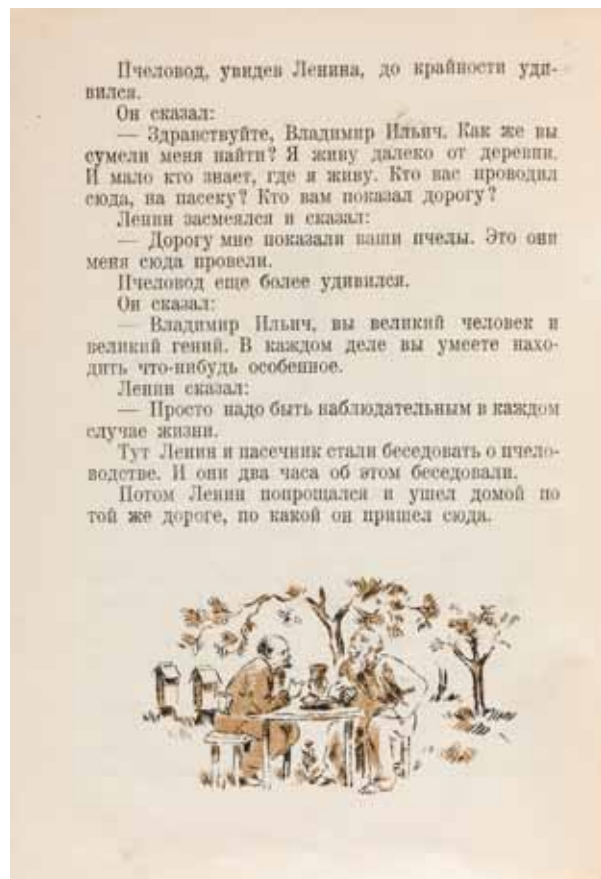 Пчеловод, увидев Ленина, до крайности уди-
вился.
Он сказал:
— Здравствуйте, Владимир Ильич. Как же вы
сумели меня найти? Я живу далеко от деревни.
И мало кто знает, где я живу. Кто вас проводил
сюда, на пасеку? Кто вам показал дорогу?
Ленин засмеялся и сказал:
— Дорогу мне показали ваши пчелы. Это они
меня сюда провели.
Пчеловод еще более удивился.
Он сказал:
— Владимир Ильич, вы великий человек и
великий гений. В каждом деле вы умеете нахо-
дить что-нибудь особенное.
Ленин сказал:
— Просто надо быть наблюдательным в каждом
случае жизни.
Тут Ленин и пасечник стали беседовать о пчело-
водстве. И они два часа об этом беседовали.
Потом Ленин попрощался и ушел домой по
той же дороге, по какой он пришел сюда.